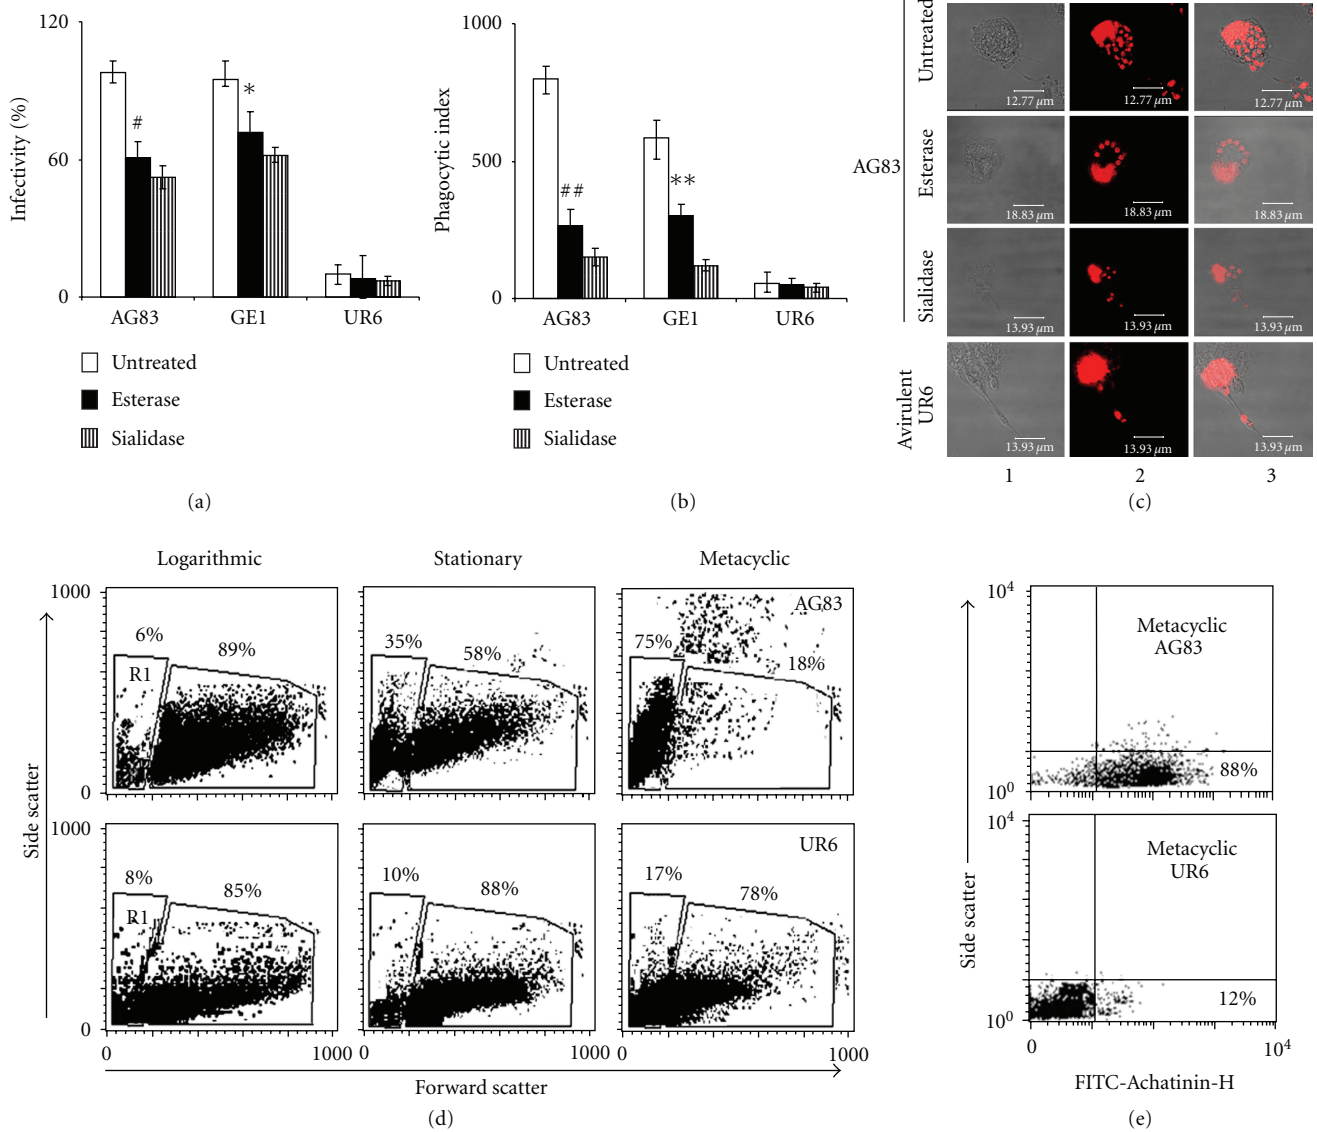 120
60
0
Infectivity (%)
#
*
AG83 GE1 UR6
Untreated
Esterase
Sialidase
(a)
1000
500
0
Phagocytic index
##
**
AG83 GE1 UR6
Untreated
Esterase
Sialidase
(b)
AG83
Untreated
12.77 µm 12.77 µm 12.77 µm
Esterase
18.83 µm 18.83 µm 18.83 µm
Sialidase
13.93 µm 13.93 µm 13.93 µm
Avirulent
UR6
13.93 µm 13.93 µm 13.93 µm
1 2 3
(c)
Logarithmic Stationary Metacyclic
1000
0
6% 89%
R1
35% 58%
AG83
75% 18%
1000
0
8% 85%
R1
10% 88%
UR6
17% 78%
0 1000 0 1000 0 1000
Side scatter
Forward scatter
(d)
10⁴
10⁰
Metacyclic
AG83
88%
10⁴
10⁰
Metacyclic
UR6
12%
0 10⁴
Side scatter
FITC-Achatinin-H
(e)